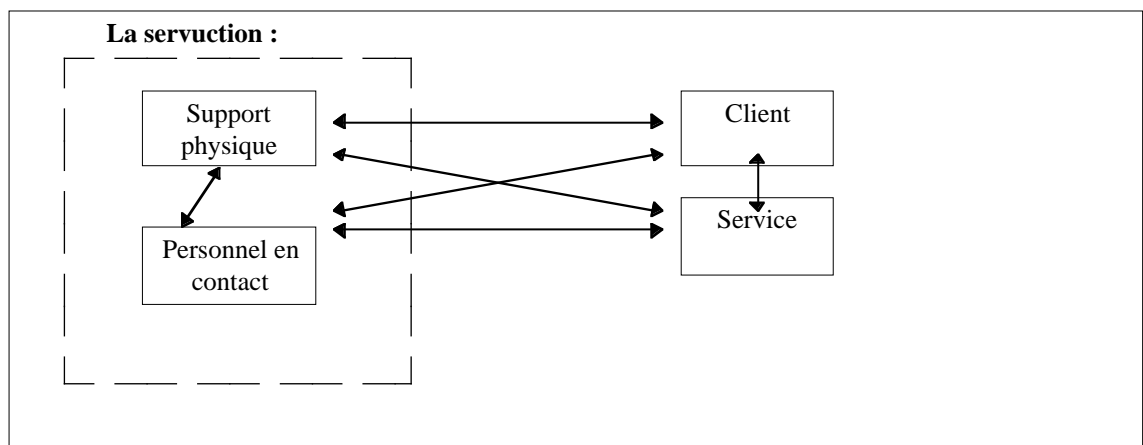 La servuction :
Support
physique
Client
Service
Personnel en
contact